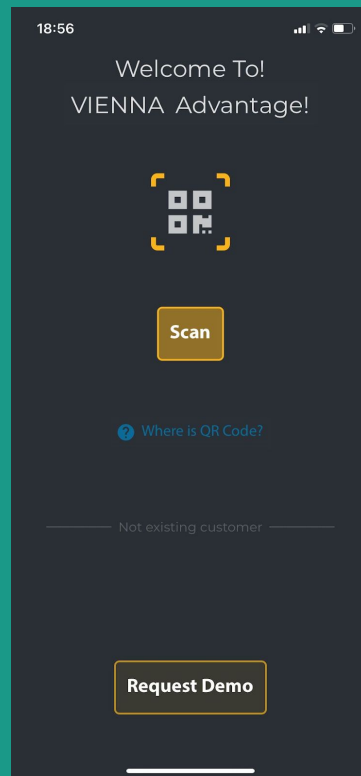 18:56
Welcome To!
VIENNA Advantage!
Scan
Where is QR Code?
Not existing customer
Request Demo